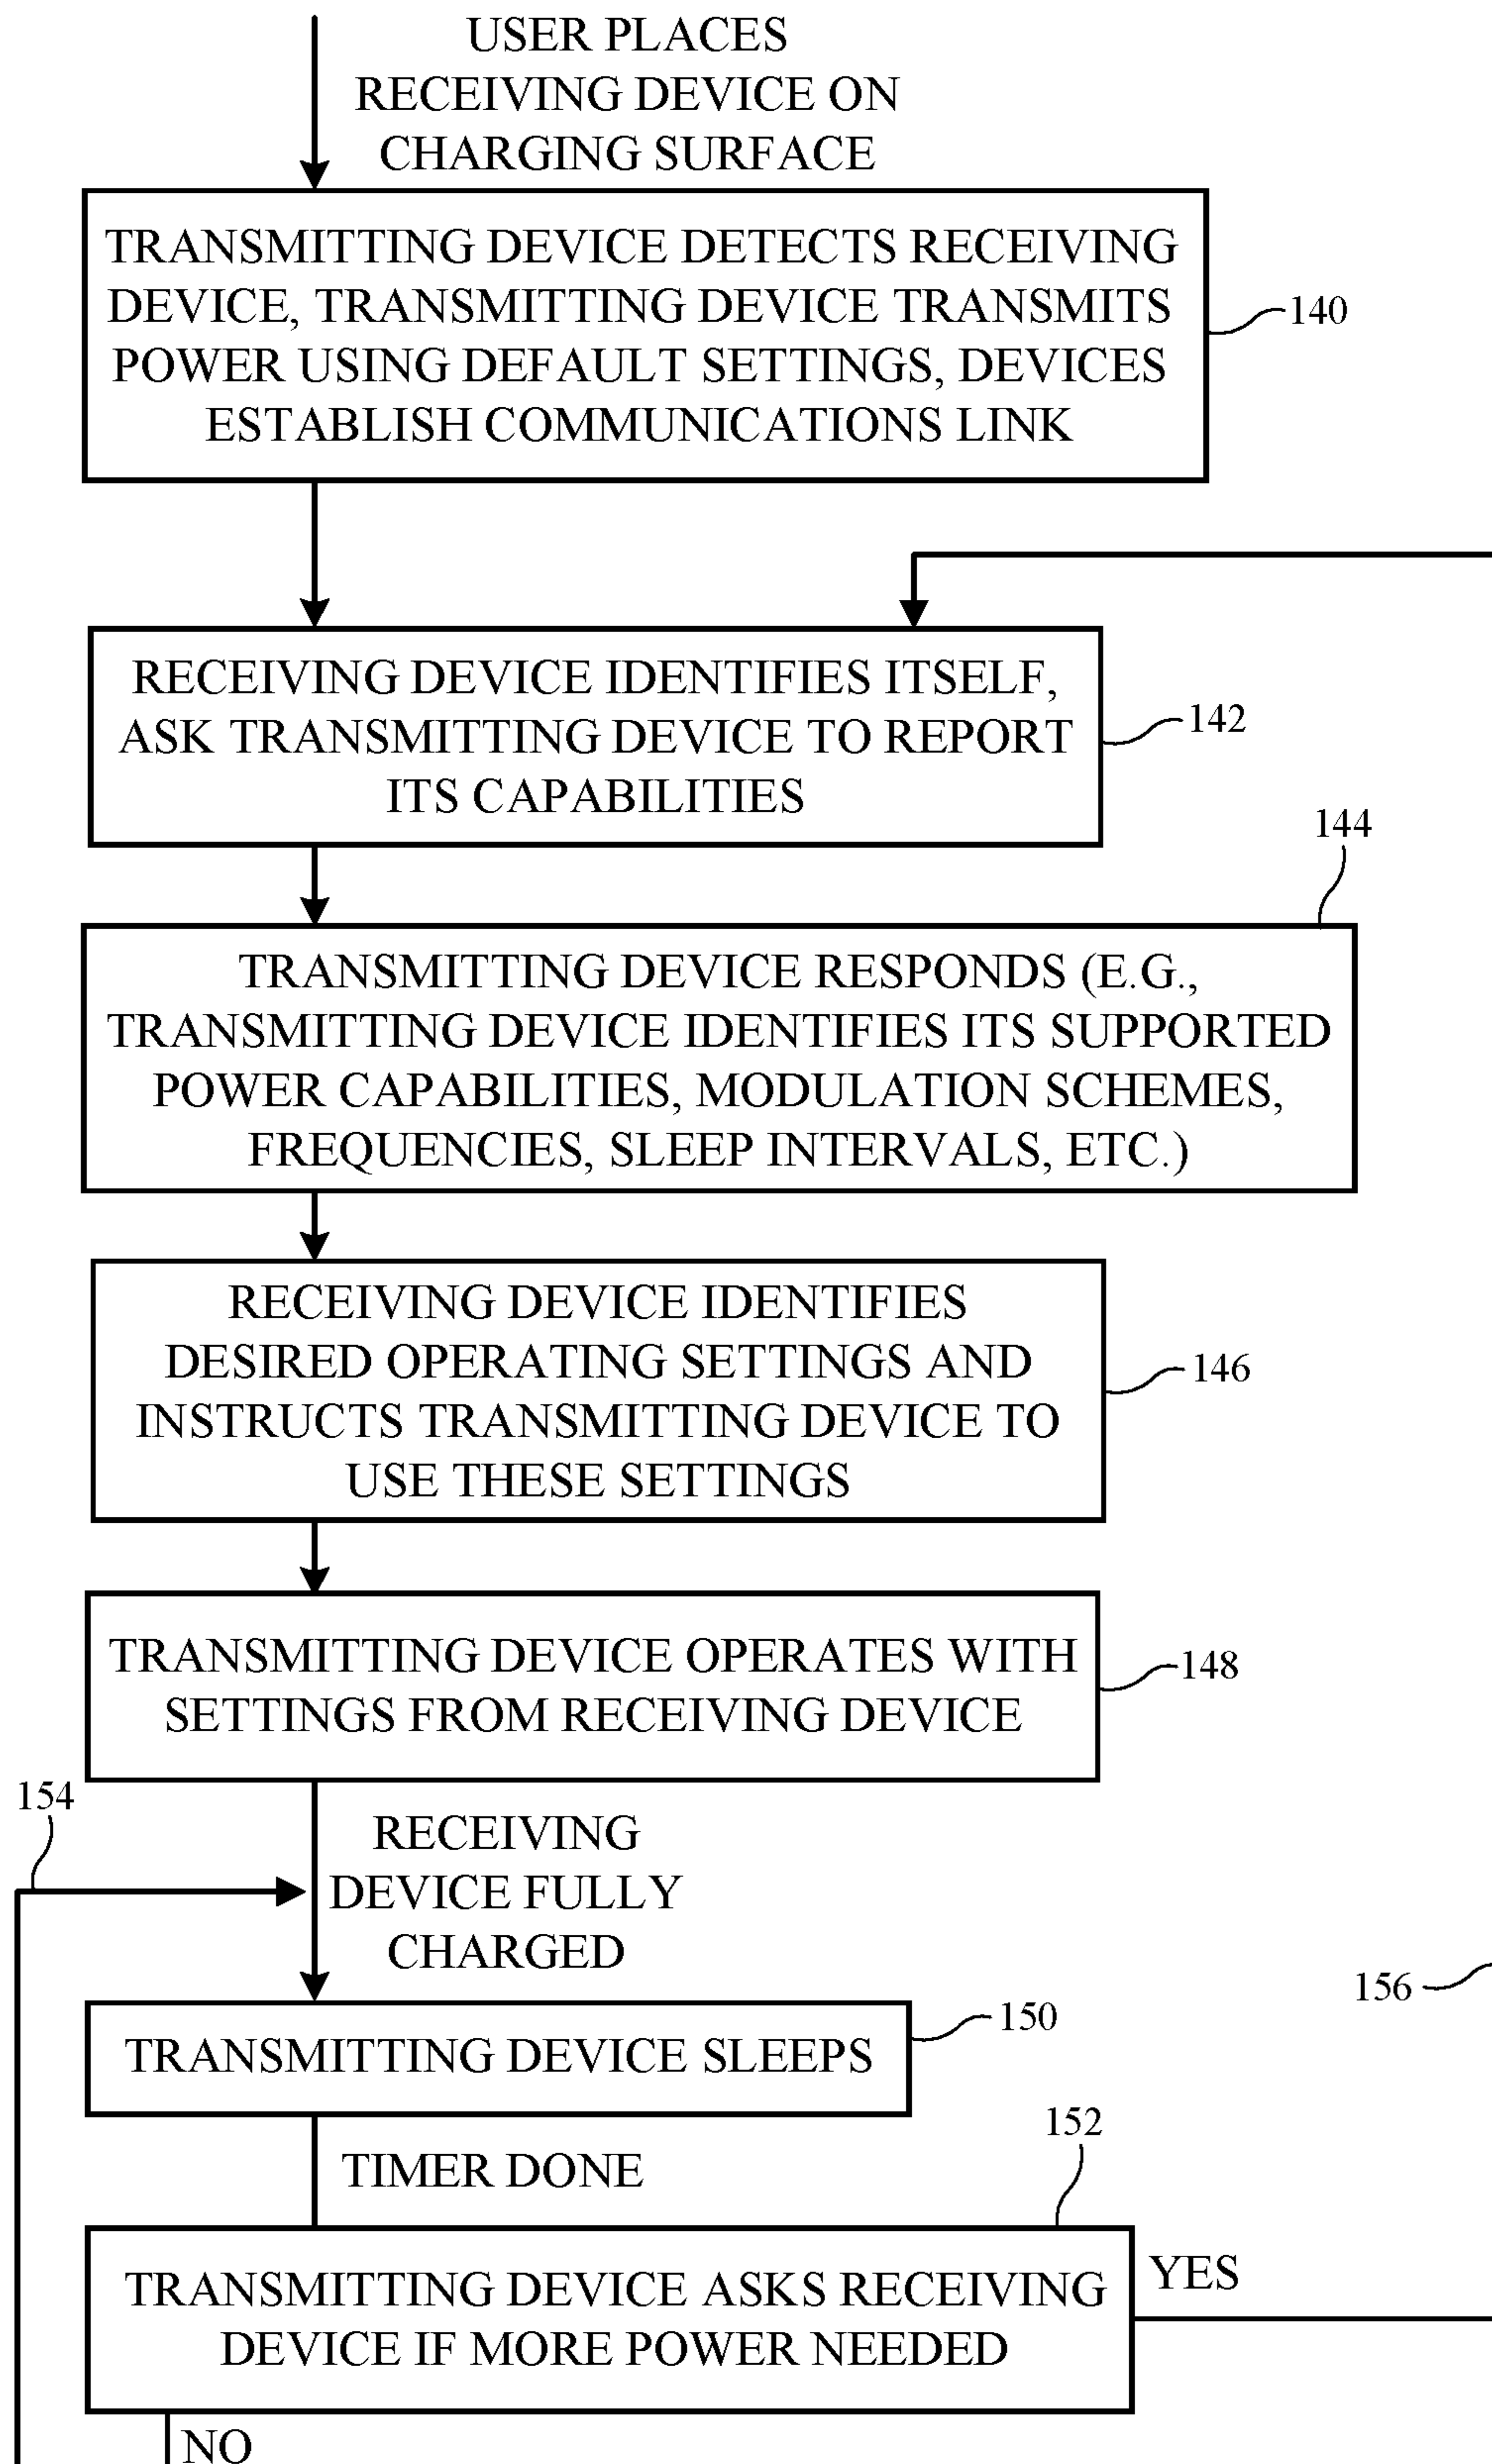 USER PLACES
RECEIVING DEVICE ON
CHARGING SURFACE
TRANSMITTING DEVICE DETECTS RECEIVING
DEVICE, TRANSMITTING DEVICE TRANSMITS
POWER USING DEFAULT SETTINGS, DEVICES
ESTABLISH COMMUNICATIONS LINK
140
RECEIVING DEVICE IDENTIFIES ITSELF,
ASK TRANSMITTING DEVICE TO REPORT
ITS CAPABILITIES
142
144
TRANSMITTING DEVICE RESPONDS (E.G.,
TRANSMITTING DEVICE IDENTIFIES ITS SUPPORTED
POWER CAPABILITIES, MODULATION SCHEMES,
FREQUENCIES, SLEEP INTERVALS, ETC.)
RECEIVING DEVICE IDENTIFIES
DESIRED OPERATING SETTINGS AND
INSTRUCTS TRANSMITTING DEVICE TO
USE THESE SETTINGS
146
TRANSMITTING DEVICE OPERATES WITH
SETTINGS FROM RECEIVING DEVICE
148
154
RECEIVING
DEVICE FULLY
CHARGED
156
TRANSMITTING DEVICE SLEEPS
150
TIMER DONE
152
TRANSMITTING DEVICE ASKS RECEIVING
DEVICE IF MORE POWER NEEDED
YES
NO